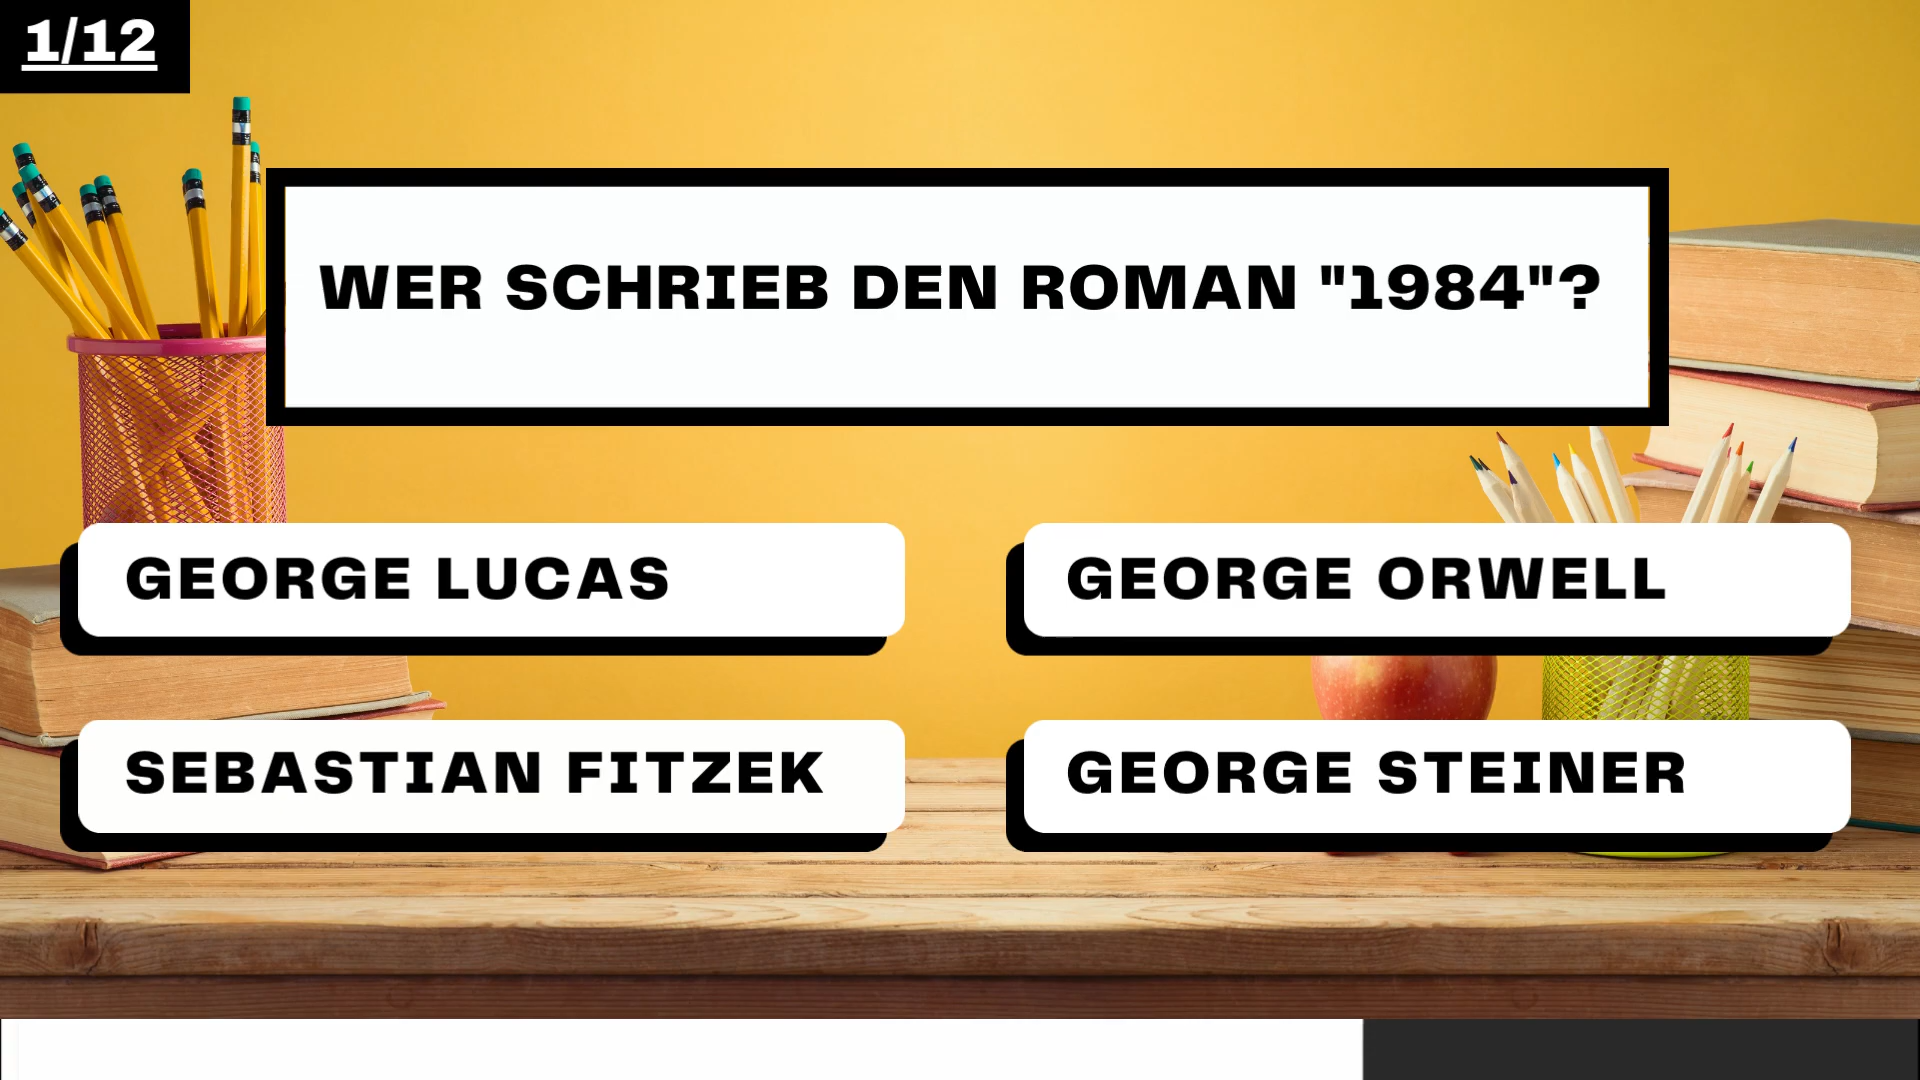 1/12
WER SCHRIEB DEN ROMAN "1984"?
GEORGE LUCAS
GEORGE ORWELL
SEBASTIAN FITZEK
GEORGE STEINER